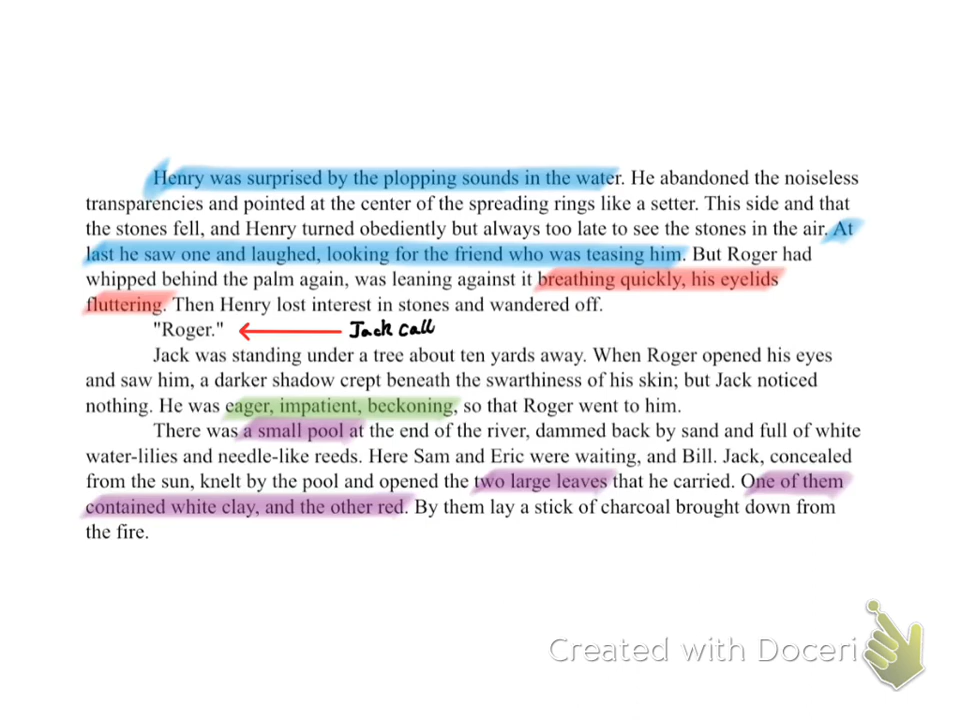 Henry was surprised by the plopping sounds in the water. He abandoned the noiseless
transparencies and pointed at the center of the spreading rings like a setter. This side and that
the stones fell, and Henry turned obediently but always too late to see the stones in the air. At
last he saw one and laughed, looking for the friend who was teasing him. But Roger had
whipped behind the palm again, was leaning against it breathing quickly, his eyelids
fluttering. Then Henry lost interest in stones and wandered off.
"Roger." Jack call
Jack was standing under a tree about ten yards away. When Roger opened his eyes
and saw him, a darker shadow crept beneath the swarthiness of his skin; but Jack noticed
nothing. He was eager, impatient, beckoning, so that Roger went to him.
There was a small pool at the end of the river, dammed back by sand and full of white
water-lilies and needle-like reeds. Here Sam and Eric were waiting, and Bill. Jack, concealed
from the sun, knelt by the pool and opened the two large leaves that he carried. One of them
contained white clay, and the other red. By them lay a stick of charcoal brought down from
the fire.
Created with Doceri